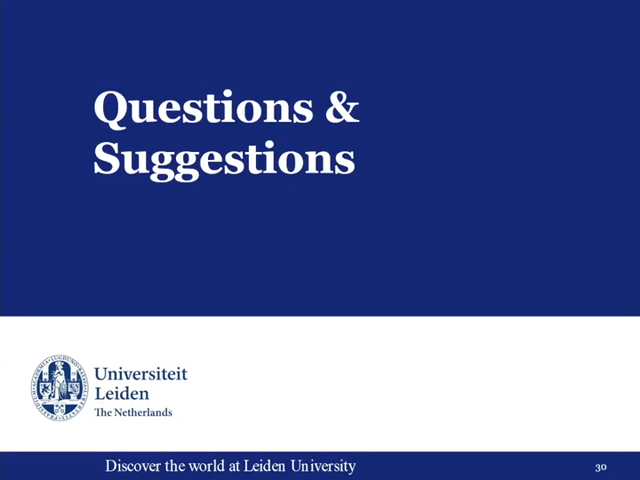 Questions &
Suggestions
Universiteit
Leiden
The Netherlands
Discover the world at Leiden University
30